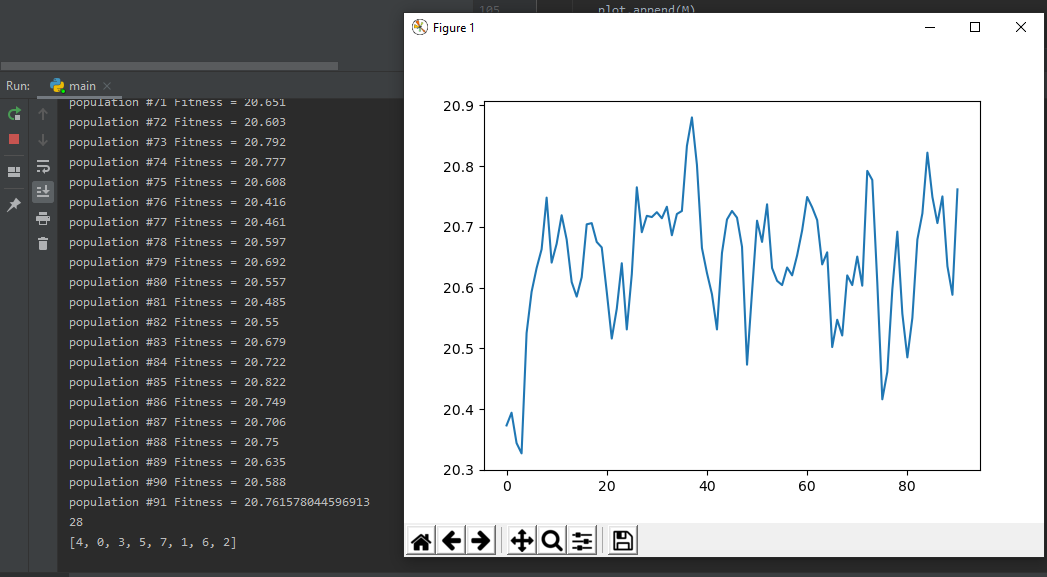 105 plot.append(M)
Figure 1
Run: main
population #71 Fitness = 20.651
population #72 Fitness = 20.603
population #73 Fitness = 20.792
population #74 Fitness = 20.777
population #75 Fitness = 20.608
population #76 Fitness = 20.416
population #77 Fitness = 20.461
population #78 Fitness = 20.597
population #79 Fitness = 20.692
population #80 Fitness = 20.557
population #81 Fitness = 20.485
population #82 Fitness = 20.55
population #83 Fitness = 20.679
population #84 Fitness = 20.722
population #85 Fitness = 20.822
population #86 Fitness = 20.749
population #87 Fitness = 20.706
population #88 Fitness = 20.75
population #89 Fitness = 20.635
population #90 Fitness = 20.588
population #91 Fitness = 20.761578044596913
28
[4, 0, 3, 5, 7, 1, 6, 2]
20.9
20.8
20.7
20.6
20.5
20.4
20.3
0 20 40 60 80